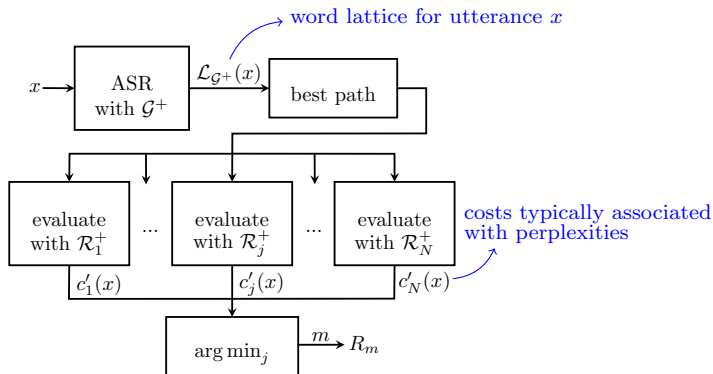 word lattice for utterance x
x
ASR
with 𝒢⁺
ℒ_𝒢⁺(x)
best path
evaluate
with ℛ₁⁺
...
evaluate
with ℛⱼ⁺
...
evaluate
with ℛ_N⁺
costs typically associated
with perplexities
c′₁(x)
c′ⱼ(x)
c′_N(x)
arg minⱼ
m
R_m